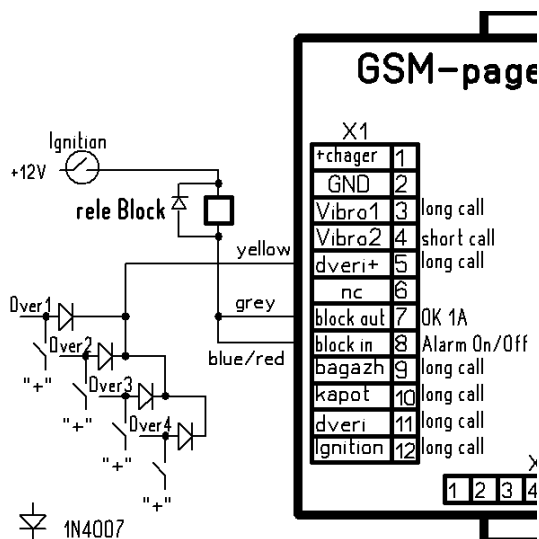 GSM-page
X1
Ignition
+12V
+chager 1
GND 2
rele Block
Vibro1 3 long call
Vibro2 4 short call
yellow
dveri+ 5 long call
nc 6
Dver1
grey
block out 7 OK 1A
blue/red
block in 8 Alarm On/Off
Dver2
bagazh 9 long call
"+"
Dver3
kapot 10 long call
"+"
Dver4
dveri 11 long call
"+"
Ignition 12 long call
"+"
X
1 2 3 4
1N4007